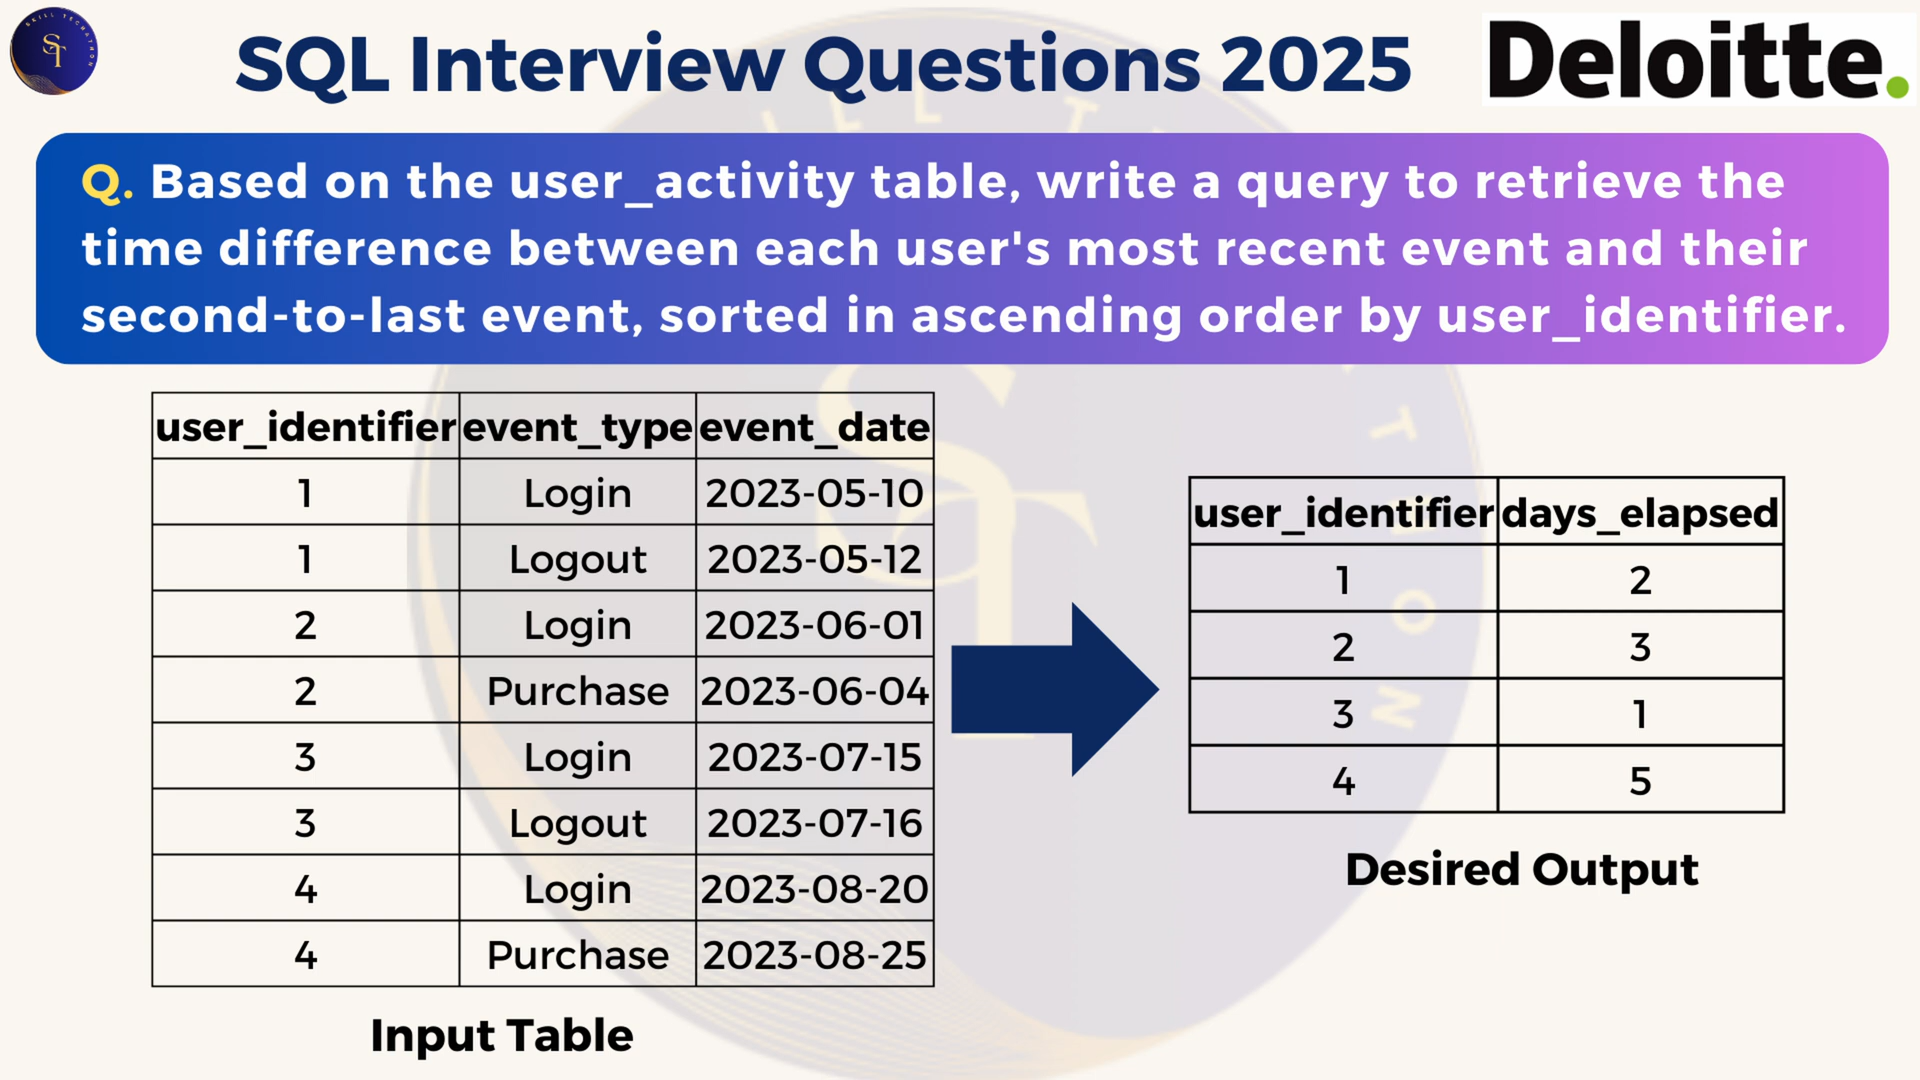 SKILL TECHATHON
ST
SQL Interview Questions 2025
Deloitte.
Q. Based on the user_activity table, write a query to retrieve the
time difference between each user's most recent event and their
second-to-last event, sorted in ascending order by user_identifier.
user_identifier event_type event_date
1 Login 2023-05-10
1 Logout 2023-05-12
2 Login 2023-06-01
2 Purchase 2023-06-04
3 Login 2023-07-15
3 Logout 2023-07-16
4 Login 2023-08-20
4 Purchase 2023-08-25
Input Table
user_identifier days_elapsed
1 2
2 3
3 1
4 5
Desired Output